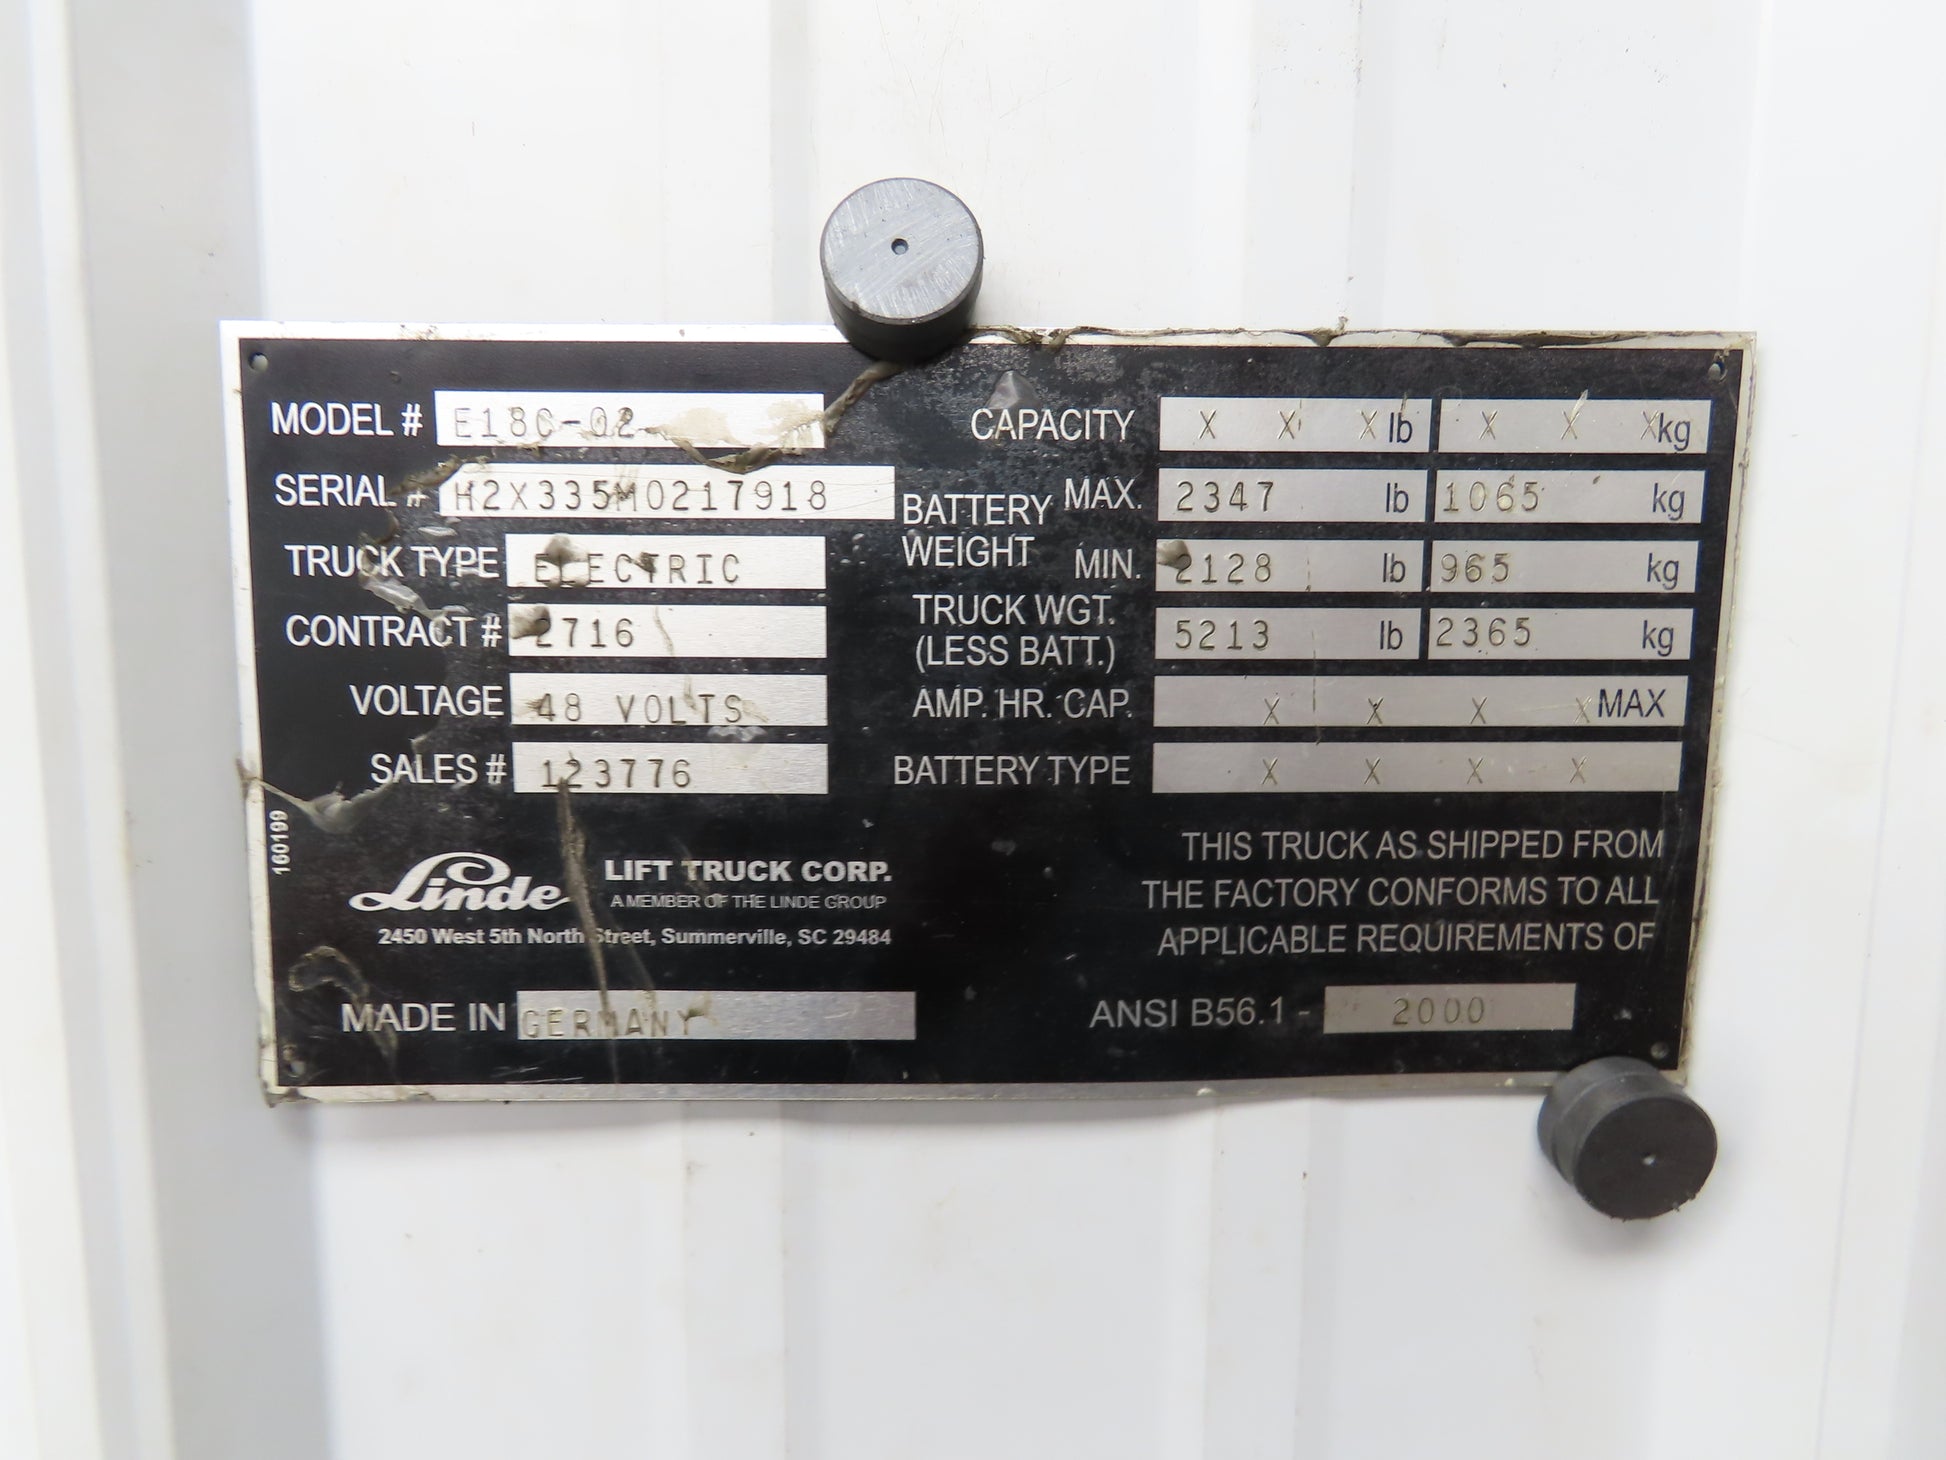 MODEL # E18C-02
SERIAL # H2X335M0217918
TRUCK TYPE ELECTRIC
CONTRACT # 2716
VOLTAGE 48 VOLTS
SALES # 123776
160199
Linde LIFT TRUCK CORP.
A MEMBER OF THE LINDE GROUP
2450 West 5th North Street, Summerville, SC 29484
MADE IN GERMANY
CAPACITY X X X lb X X X kg
BATTERY WEIGHT MAX. 2347 lb 1065 kg
MIN. 2128 lb 965 kg
TRUCK WGT. (LESS BATT.) 5213 lb 2365 kg
AMP. HR. CAP. X X X X MAX
BATTERY TYPE X X X X
THIS TRUCK AS SHIPPED FROM
THE FACTORY CONFORMS TO ALL
APPLICABLE REQUIREMENTS OF
ANSI B56.1 - 2000